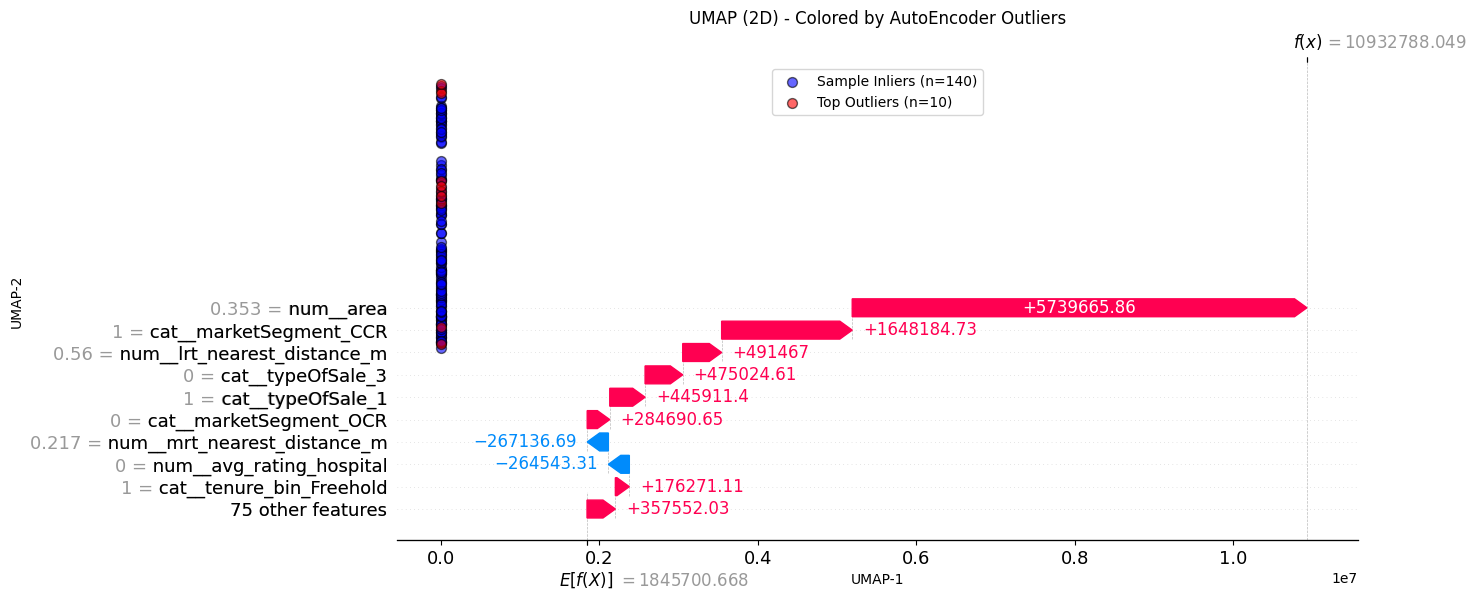 UMAP (2D) - Colored by AutoEncoder Outliers
f(x) = 10932788.049
Sample Inliers (n=140)
Top Outliers (n=10)
UMAP-2
0.353 = num__area
+5739665.86
1 = cat__marketSegment_CCR
+1648184.73
0.56 = num__lrt_nearest_distance_m
+491467
0 = cat__typeOfSale_3
+475024.61
1 = cat__typeOfSale_1
+445911.4
0 = cat__marketSegment_OCR
+284690.65
0.217 = num__mrt_nearest_distance_m
−267136.69
0 = num__avg_rating_hospital
−264543.31
1 = cat__tenure_bin_Freehold
+176271.11
75 other features
+357552.03
0.0 0.2 0.4 0.6 0.8 1.0
1e7
E[f(X)] = 1845700.668
UMAP-1